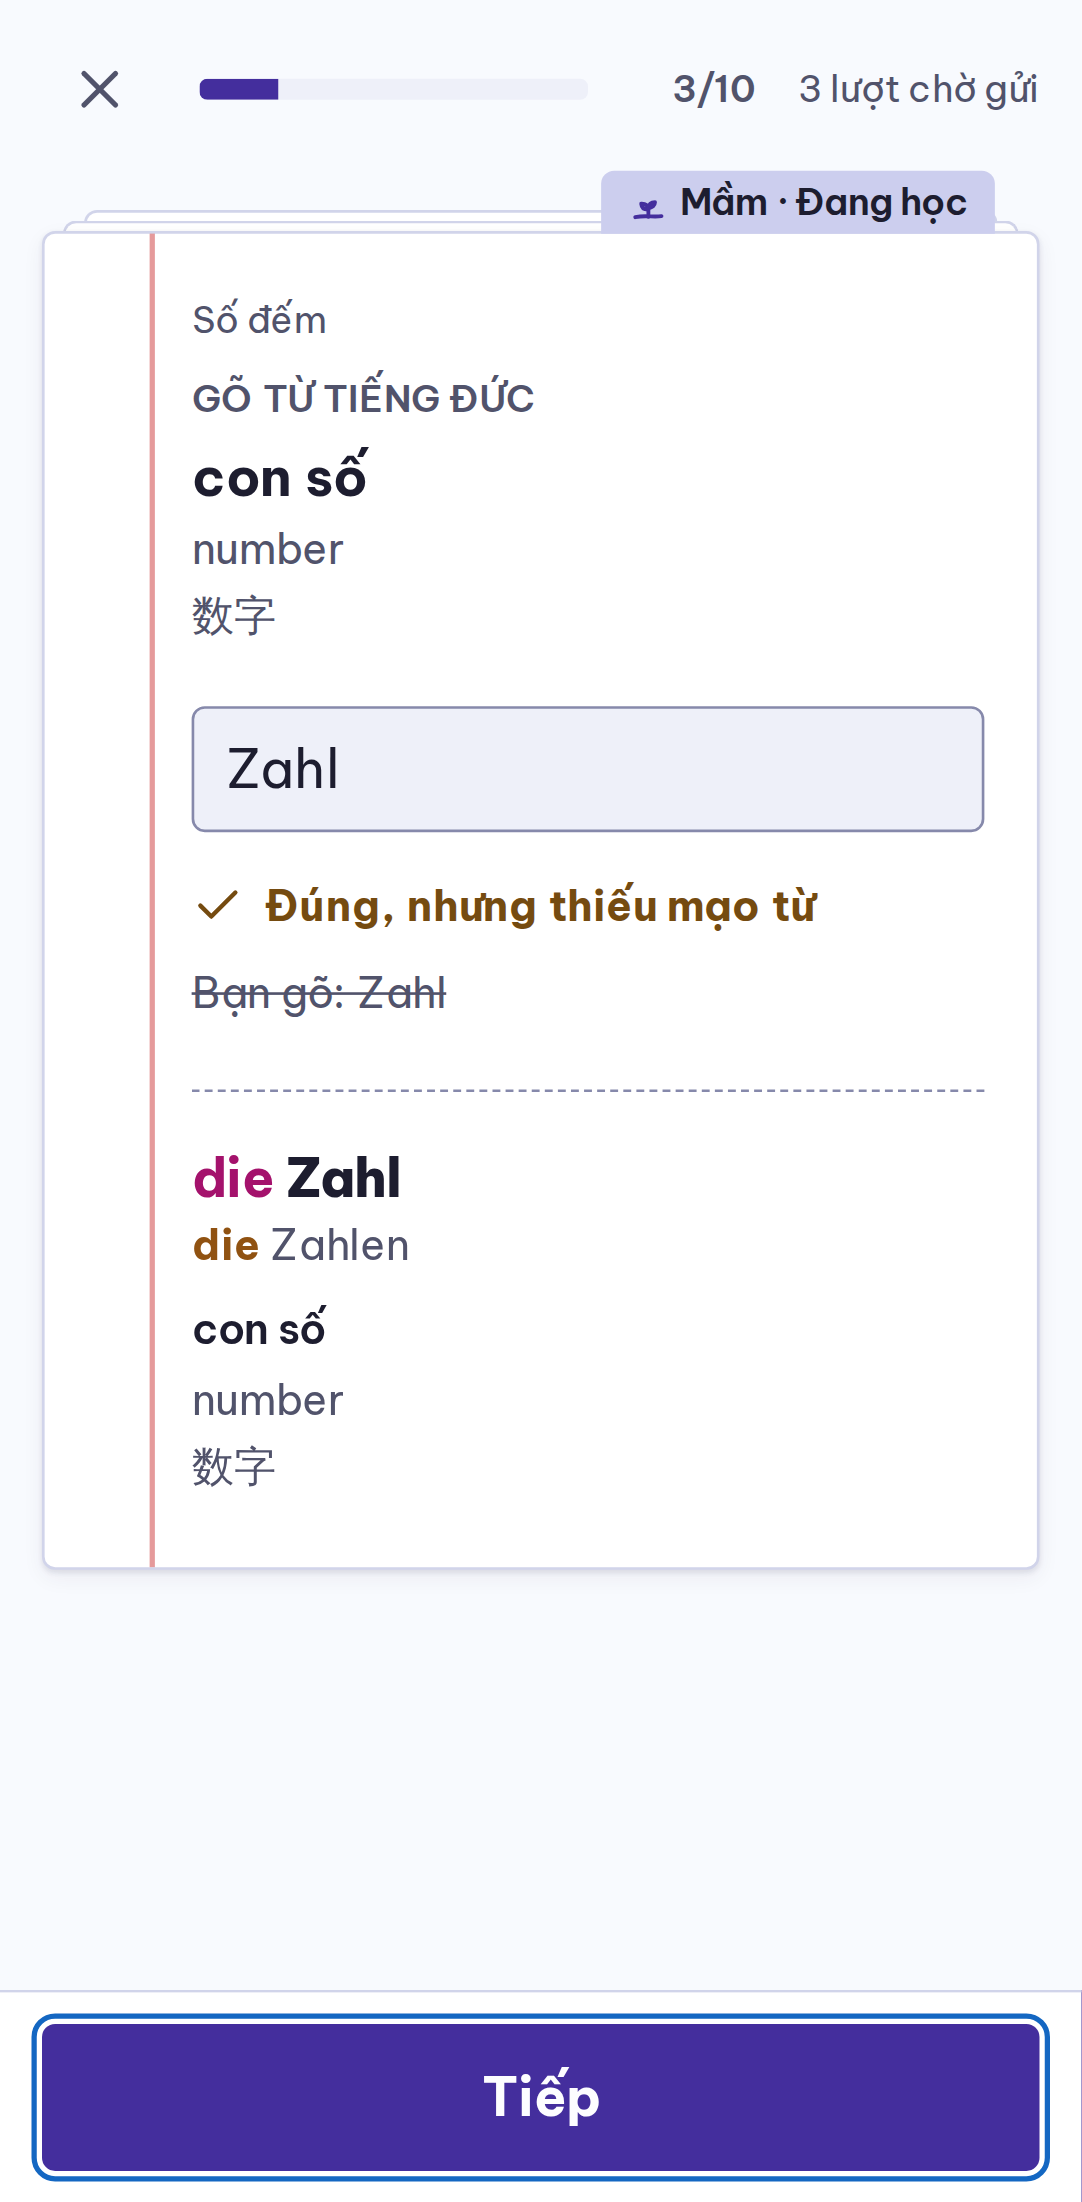 3/10 3 lượt chờ gửi
Mầm · Đang học
Số đếm
GÕ TỪ TIẾNG ĐỨC
con số
number
数字
Zahl
Đúng, nhưng thiếu mạo từ
Bạn gõ: Zahl
die Zahl
die Zahlen
con số
number
数字
Tiếp